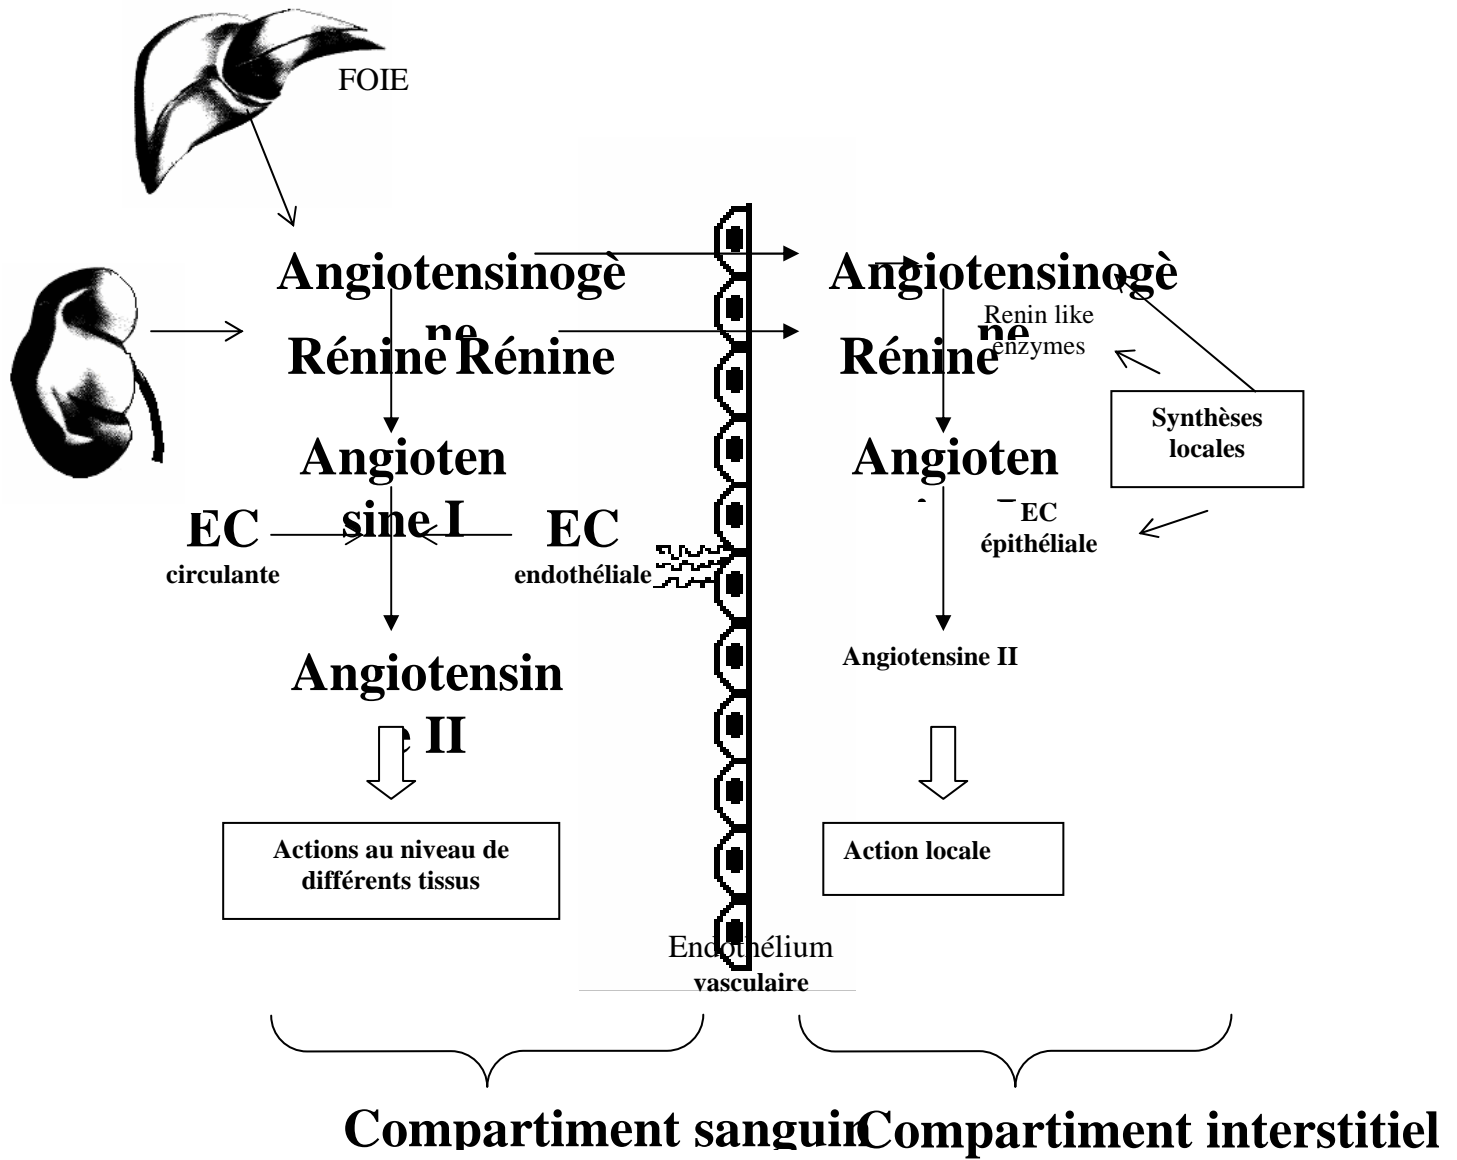 FOIE
Angiotensinogè
ne
Rénine Rénine
Angioten
sine I
EC
circulante
EC
endothéliale
Angiotensin
e II
Actions au niveau de
différents tissus
Angiotensinogè
ne
Renin like
enzymes
Rénine
Synthèses
locales
Angioten
EC
épithéliale
Angiotensine II
Action locale
Endothélium
vasculaire
Compartiment sanguin
Compartiment interstitiel